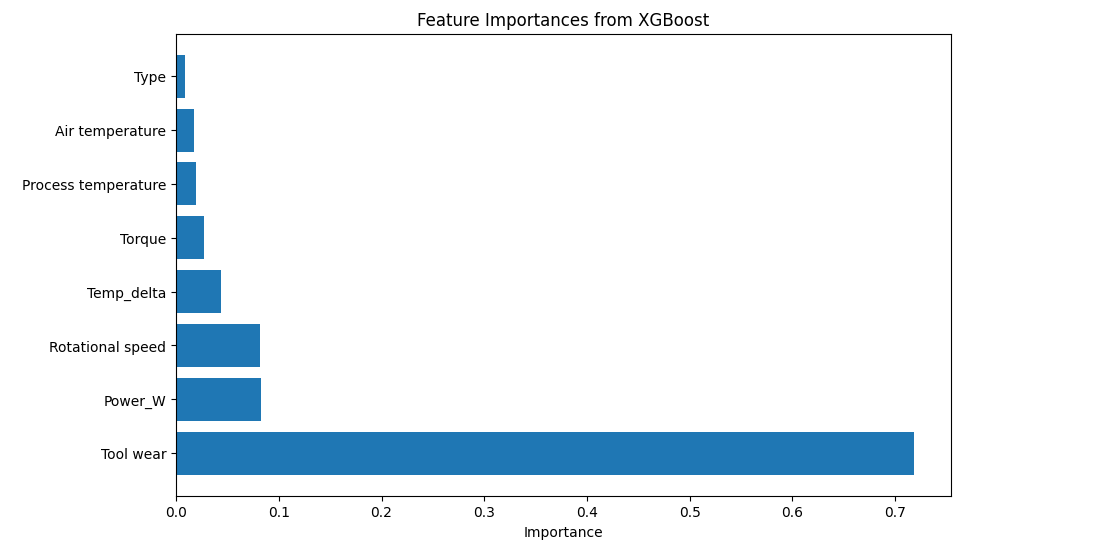 Feature Importances from XGBoost
Type
Air temperature
Process temperature
Torque
Temp_delta
Rotational speed
Power_W
Tool wear
0.0 0.1 0.2 0.3 0.4 0.5 0.6 0.7
Importance